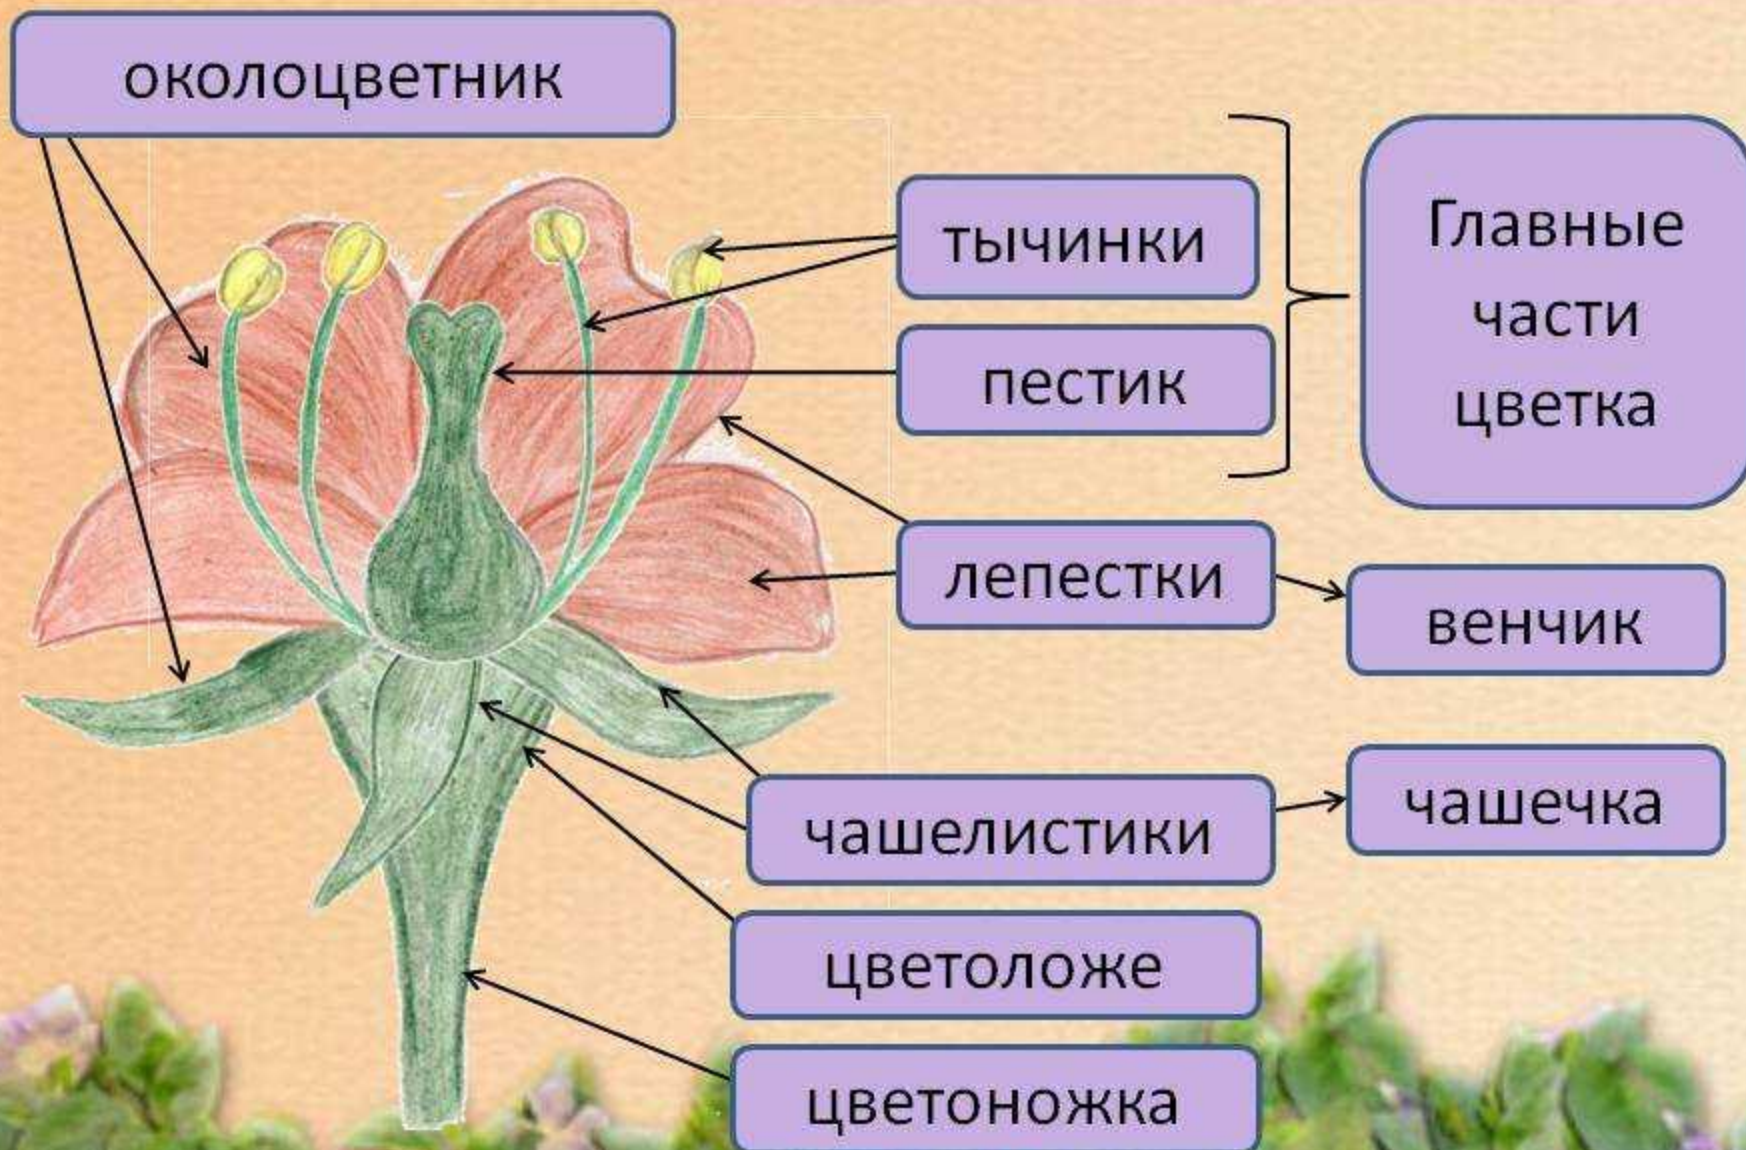 околоцветник
тычинки
пестик
Главные
части
цветка
лепестки
венчик
чашелистики
чашечка
цветоложе
цветоножка